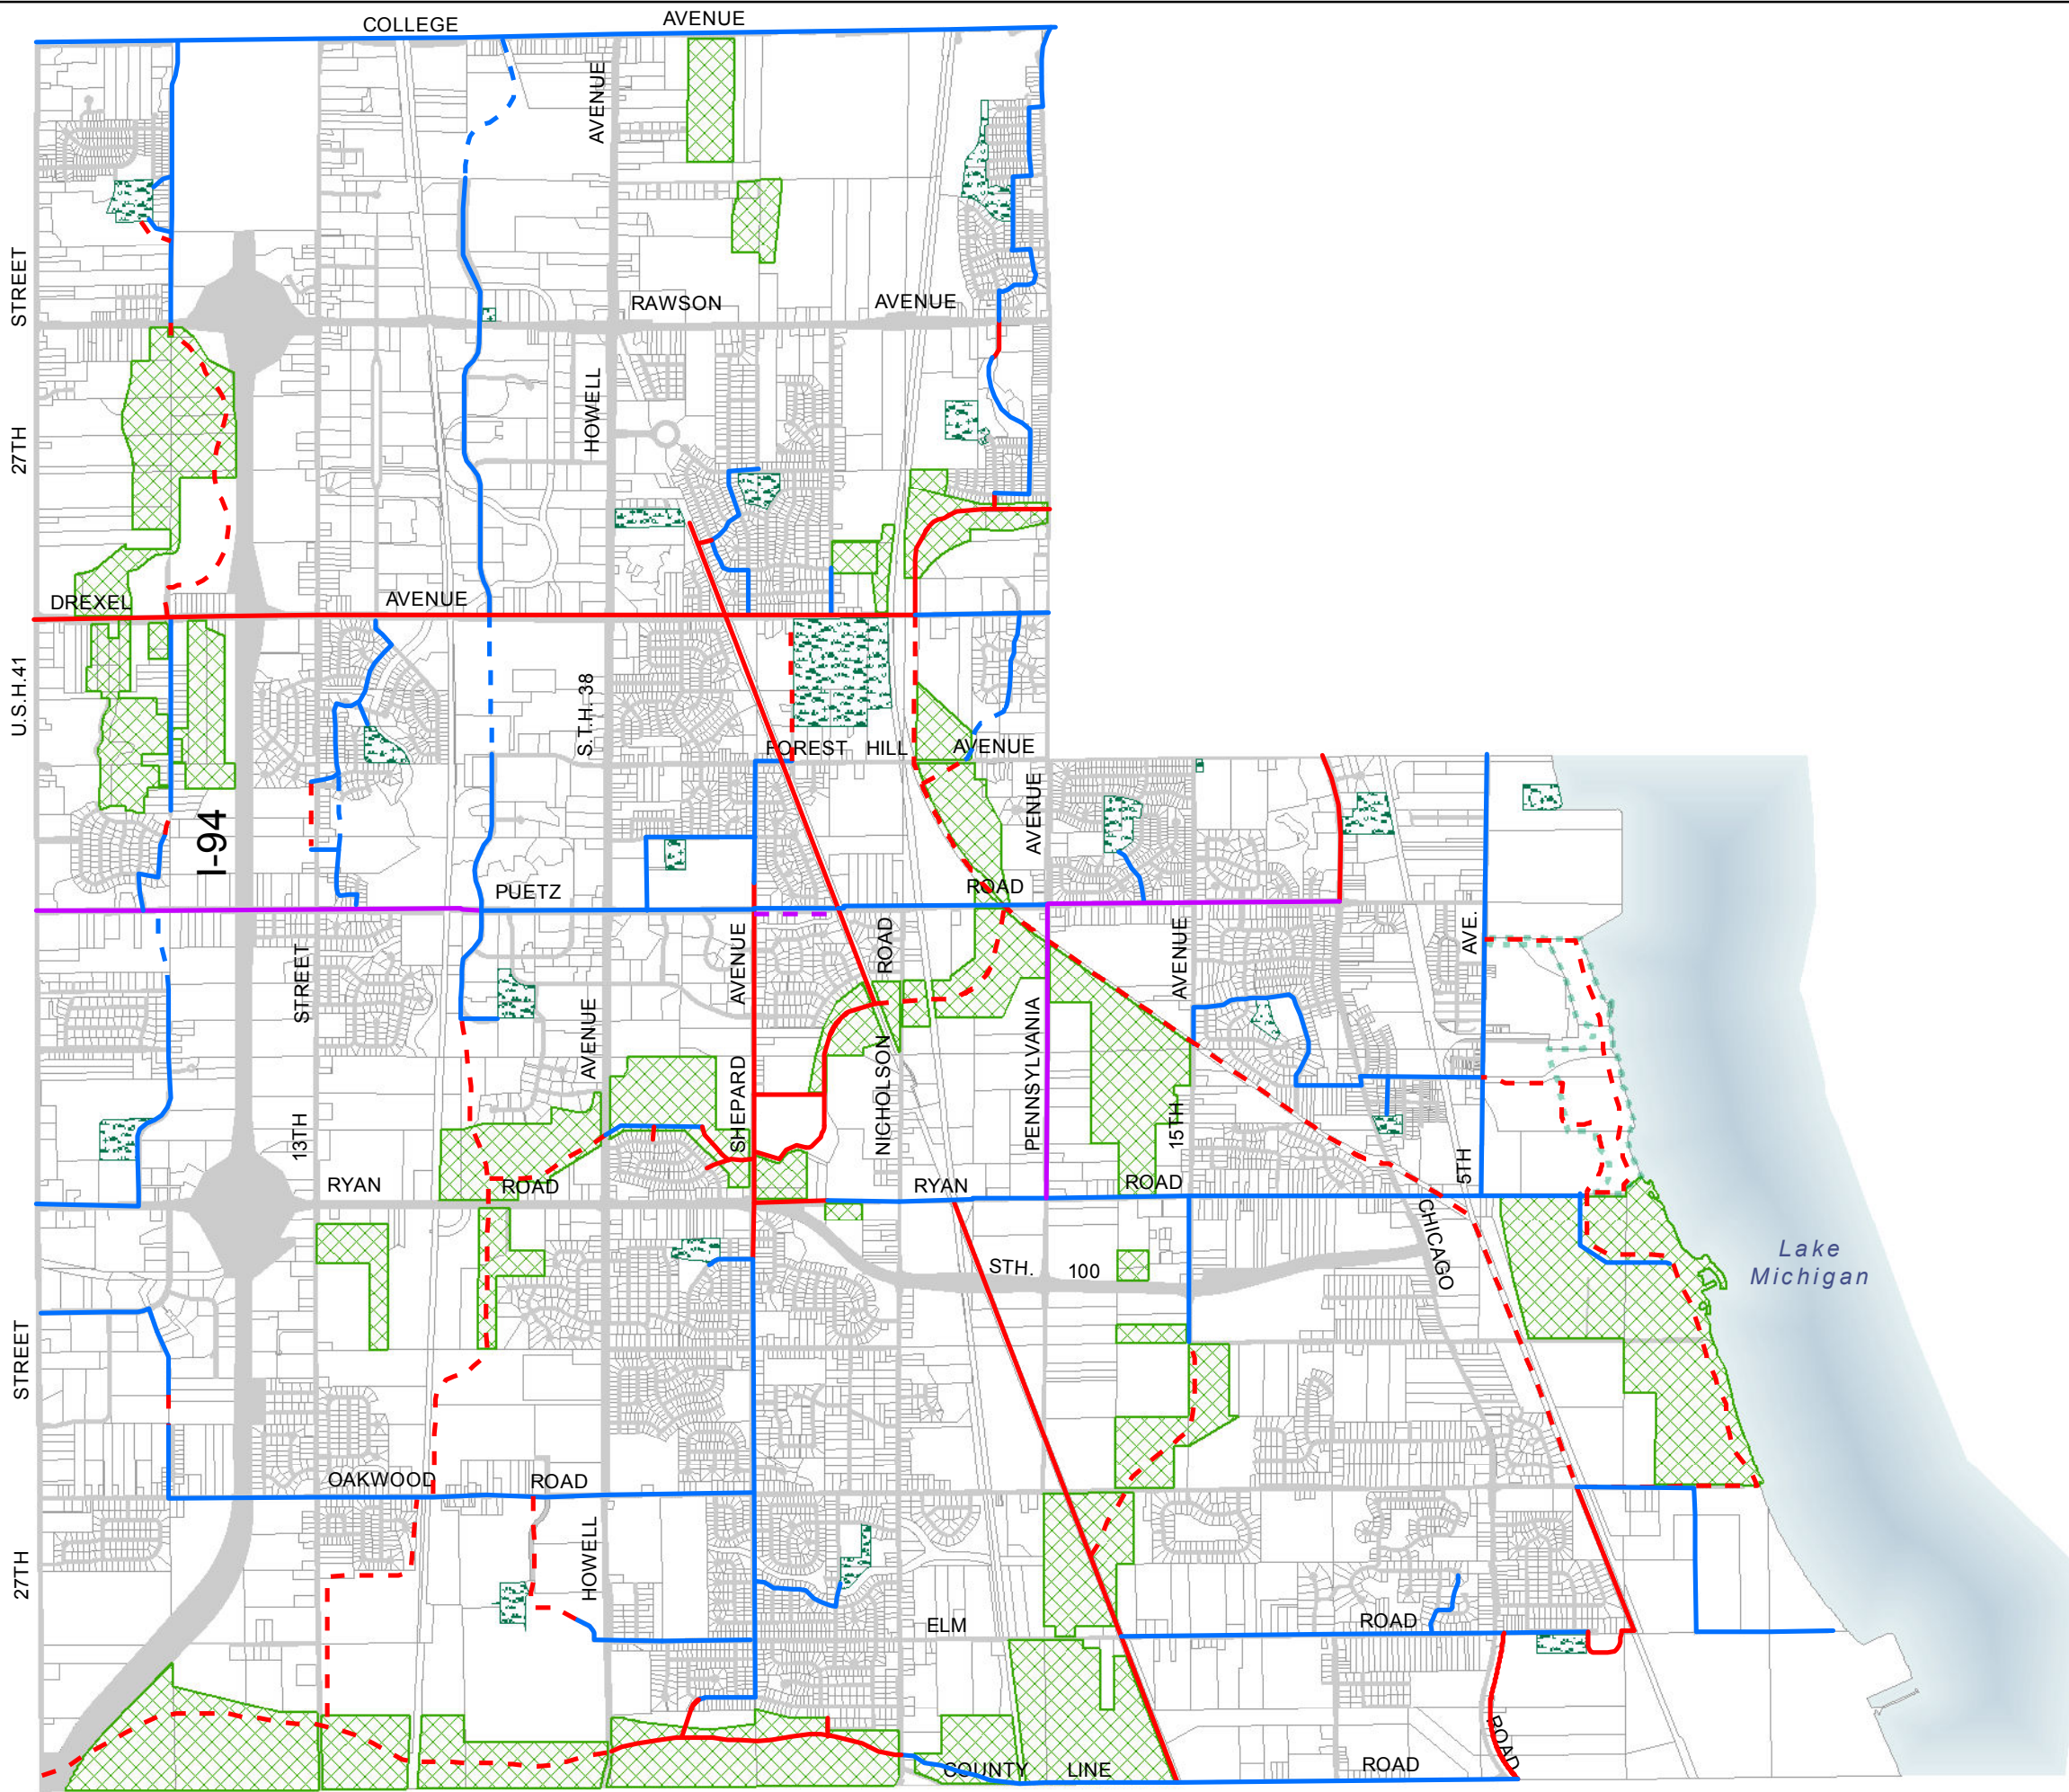 COLLEGE AVENUE
AVENUE
STREET
RAWSON AVENUE
HOWELL
27TH
DREXEL AVENUE
U.S.H.41
S.T.H. 38
FOREST HILL AVENUE
AVENUE
I-94
PUETZ ROAD
STREET
AVENUE
AVENUE
ROAD
AVENUE
AVE.
PENNSYLVANIA
NICHOLSON
SHEPARD
13TH
15TH
5TH
RYAN ROAD
RYAN ROAD
CHICAGO
Lake
Michigan
STH. 100
STREET
OAKWOOD ROAD
HOWELL
27TH
ELM ROAD
ROAD
COUNTY LINE ROAD